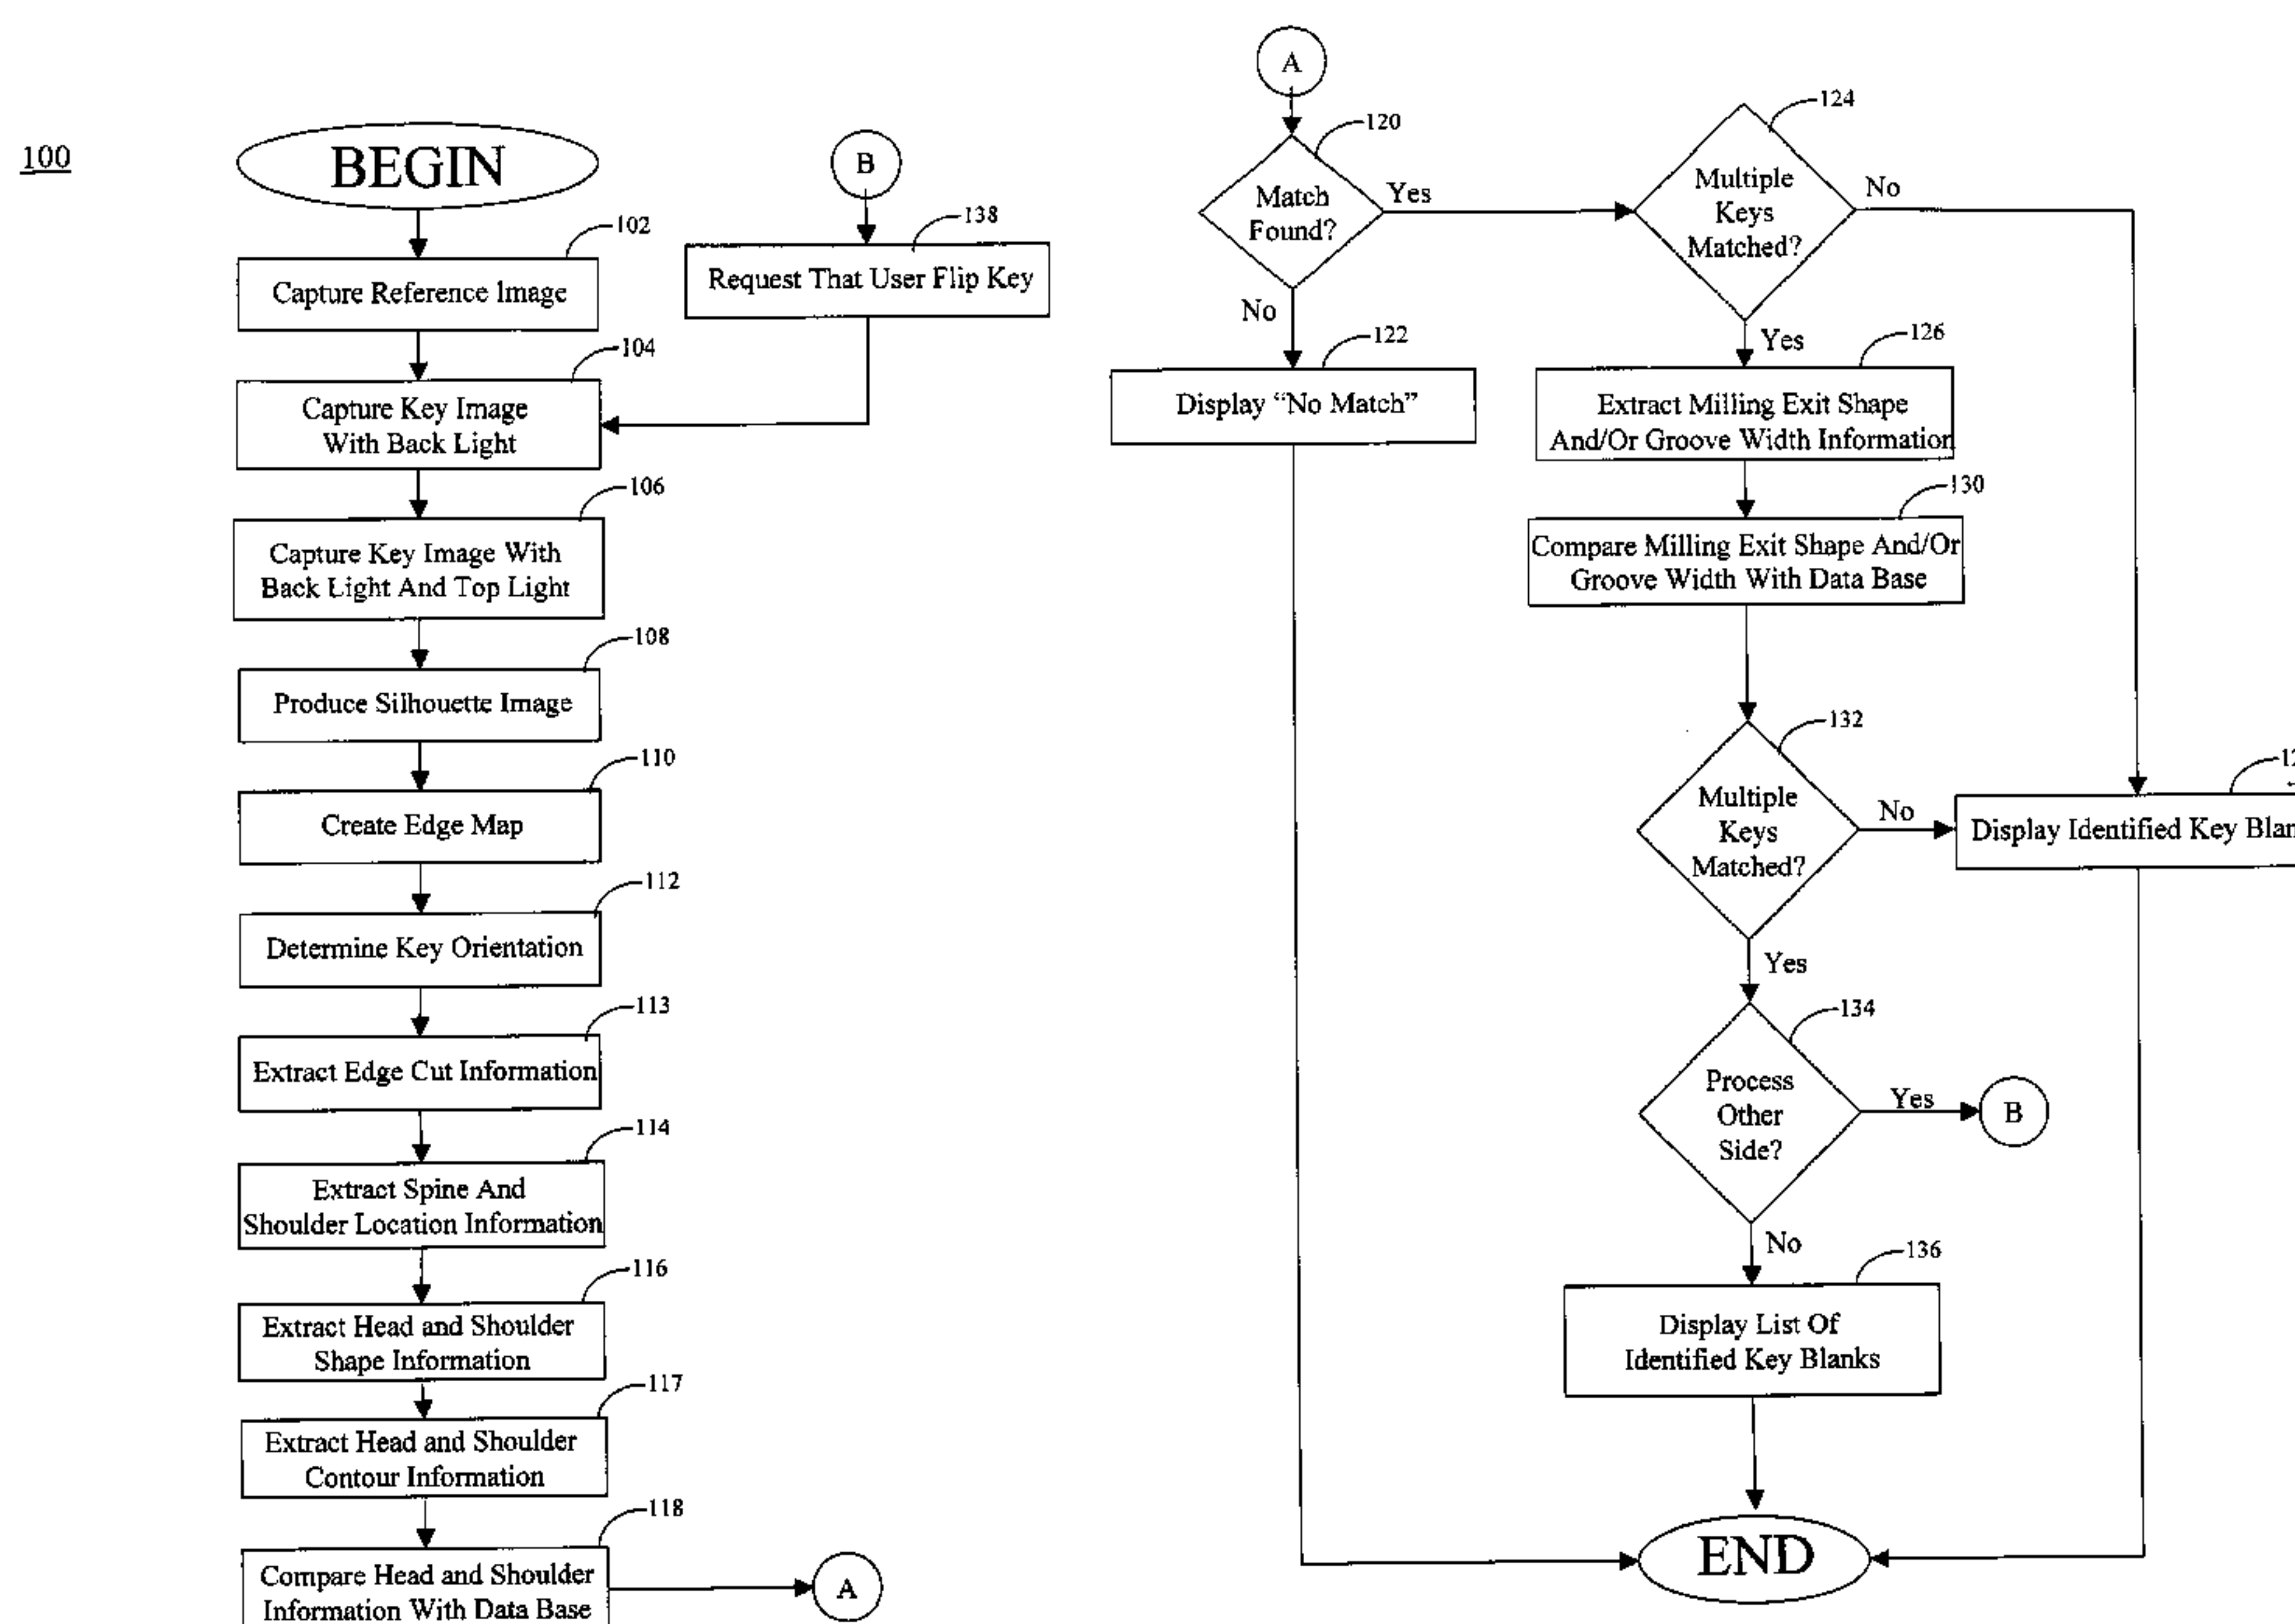 100
BEGIN
102
Capture Reference Image
104
Capture Key Image
With Back Light
106
Capture Key Image With
Back Light And Top Light
108
Produce Silhouette Image
110
Create Edge Map
112
Determine Key Orientation
113
Extract Edge Cut Information
114
Extract Spine And
Shoulder Location Information
116
Extract Head and Shoulder
Shape Information
117
Extract Head and Shoulder
Contour Information
118
Compare Head and Shoulder
Information With Data Base
A
B
138
Request That User Flip Key
A
120
Match
Found?
Yes
No
122
Display “No Match”
124
Multiple
Keys
Matched?
No
Yes
126
Extract Milling Exit Shape
And/Or Groove Width Information
130
Compare Milling Exit Shape And/Or
Groove Width With Data Base
132
Multiple
Keys
Matched?
No
Display Identified Key
Yes
134
Process
Other
Side?
Yes
B
No
136
Display List Of
Identified Key Blanks
END